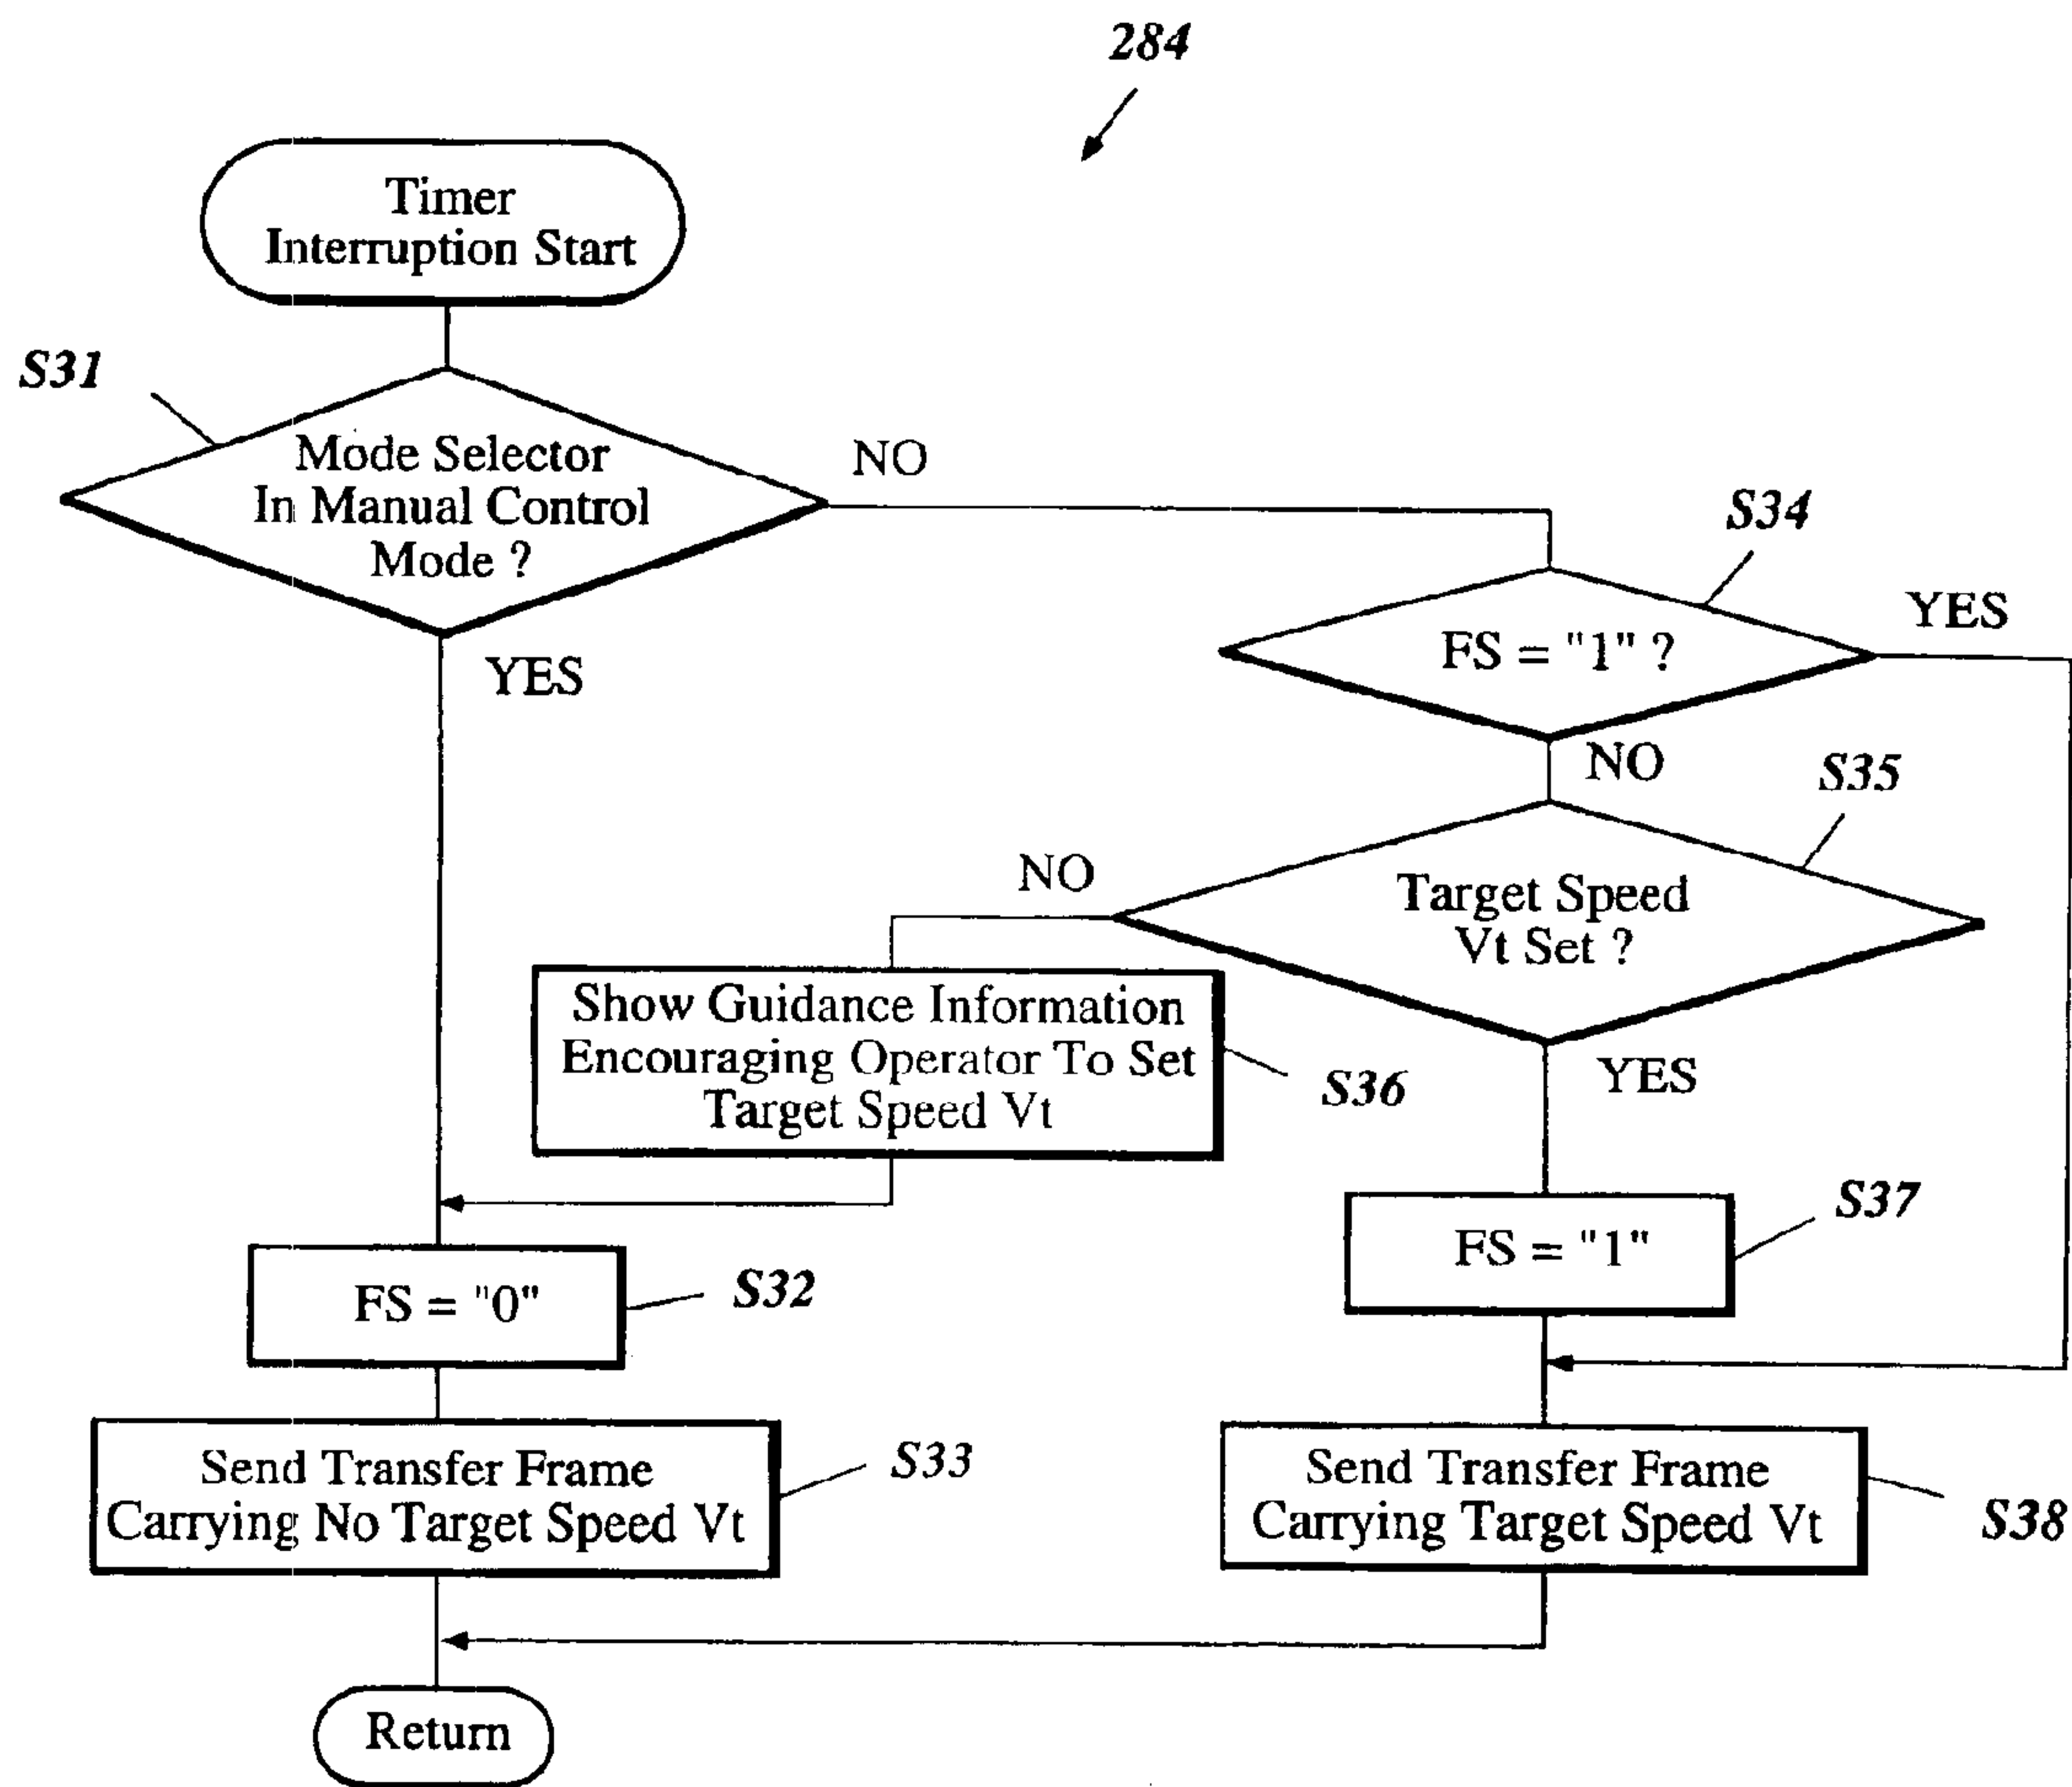 284
Timer
Interruption Start
S31
Mode Selector
In Manual Control
Mode ?
NO
YES
S34
FS = "1" ?
YES
NO
S35
Target Speed
Vt Set ?
NO
YES
Show Guidance Information
Encouraging Operator To Set
Target Speed Vt
S36
FS = "1"
S37
FS = "0"
S32
Send Transfer Frame
Carrying No Target Speed Vt
S33
Send Transfer Frame
Carrying Target Speed Vt
S38
Return